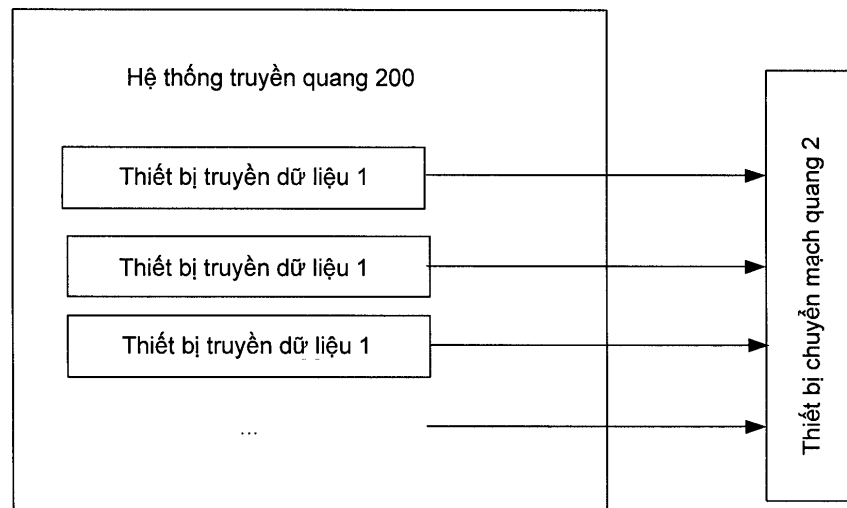 Hệ thống truyền quang 200
Thiết bị truyền dữ liệu 1
Thiết bị truyền dữ liệu 1
Thiết bị truyền dữ liệu 1
...
Thiết bị chuyển mạch quang 2